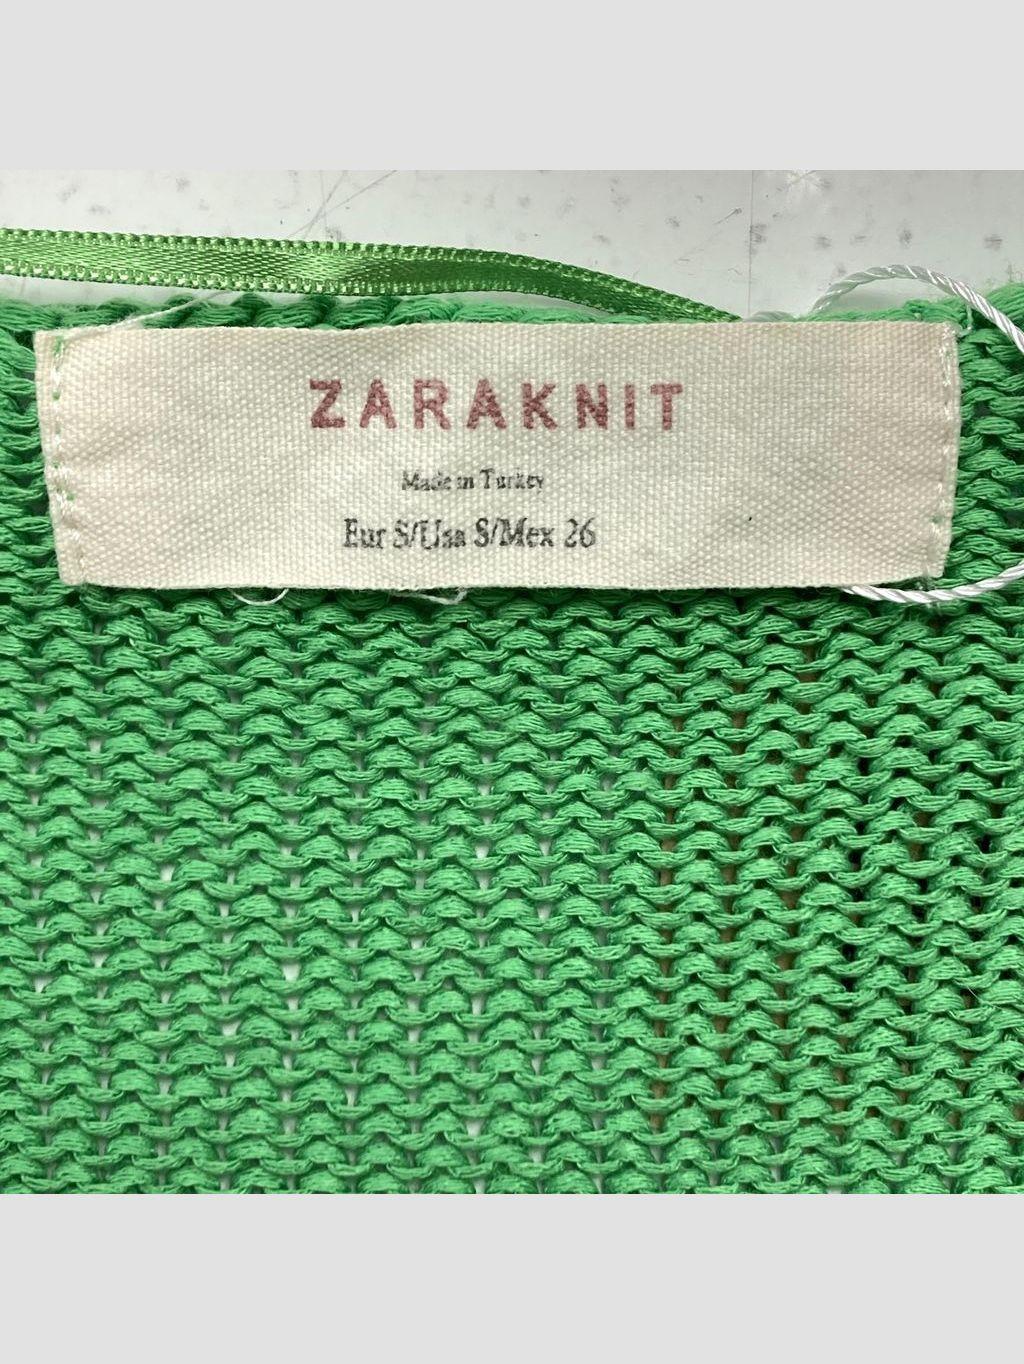 ZARAKNIT
Made in Turkey
Eur S/Usa S/Mex 26